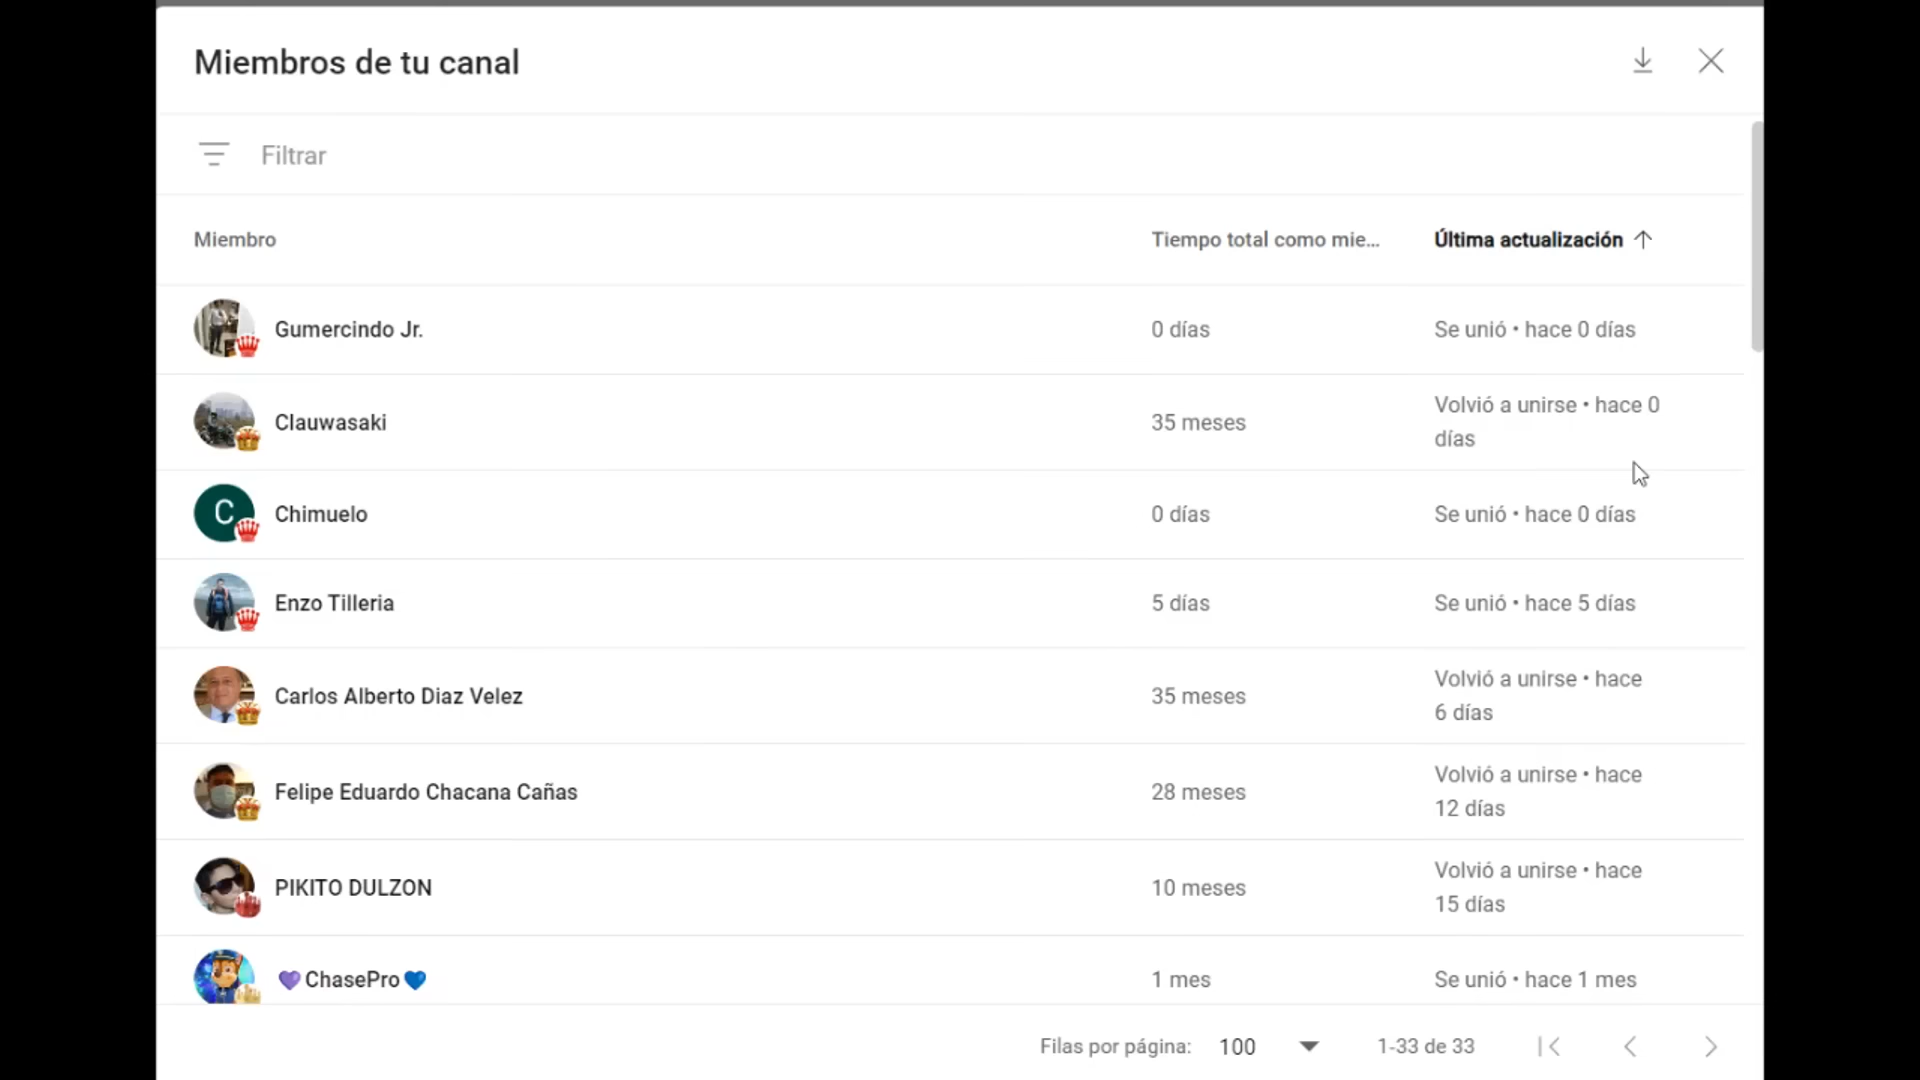 Miembros de tu canal
Filtrar
Miembro
Tiempo total como mie...
Última actualización
Gumercindo Jr.
0 días
Se unió • hace 0 días
Clauwasaki
35 meses
Volvió a unirse • hace 0
días
C
Chimuelo
0 días
Se unió • hace 0 días
Enzo Tilleria
5 días
Se unió • hace 5 días
Carlos Alberto Diaz Velez
35 meses
Volvió a unirse • hace
6 días
Felipe Eduardo Chacana Cañas
28 meses
Volvió a unirse • hace
12 días
PIKITO DULZON
10 meses
Volvió a unirse • hace
15 días
💜ChasePro💙
1 mes
Se unió • hace 1 mes
Filas por página: 100
1-33 de 33